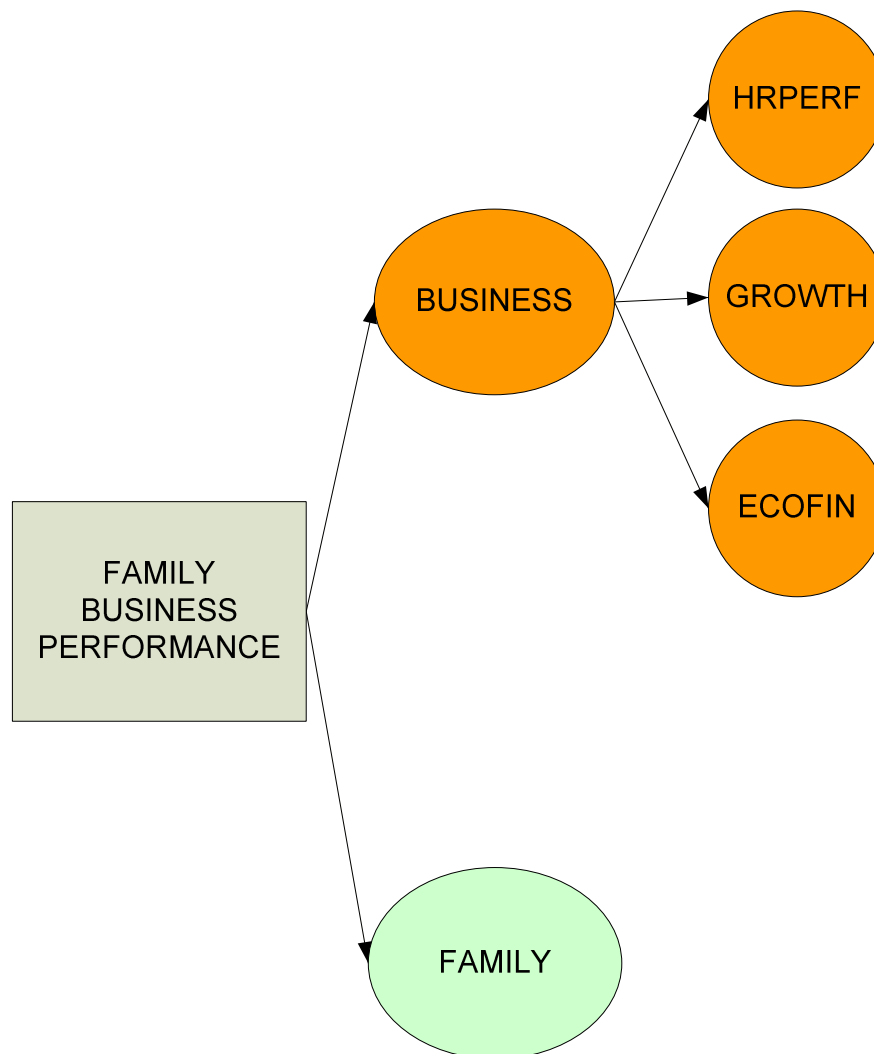 HRPERF
BUSINESS
GROWTH
ECOFIN
FAMILY
BUSINESS
PERFORMANCE
FAMILY